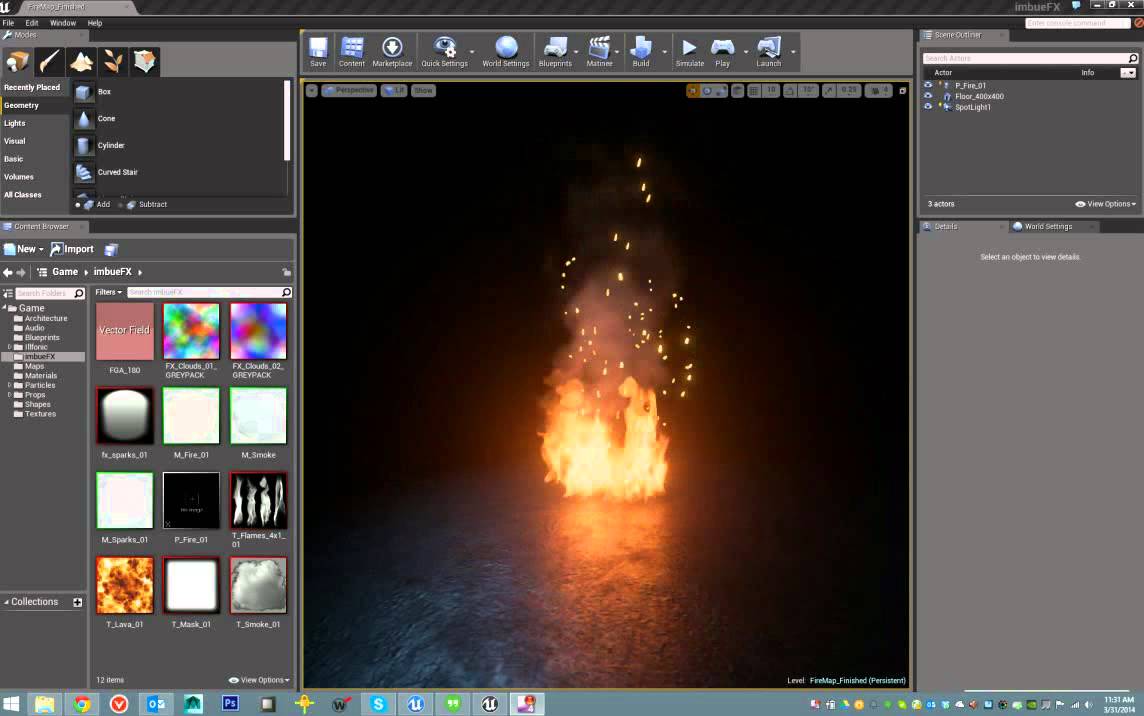 FireMap_Finished
imbueFX
File Edit Window Help
Enter console command
Modes
Recently Placed
Geometry
Lights
Visual
Basic
Volumes
All Classes
Box
Cone
Cylinder
Curved Stair
Add Subtract
Save Content Marketplace Quick Settings World Settings Blueprints Matinee Build Simulate Play Launch
Perspective Lit Show
10 10° 0.25 4
Scene Outliner
Search Actors
Actor Info
P_Fire_01
Floor_400x400
SpotLight1
3 actors View Options
Details World Settings
Select an object to view details.
Content Browser
New Import
Game imbueFX
Search Folders
Filters Search imbueFX
Game
Architecture
Audio
Blueprints
Illfonic
imbueFX
Maps
Materials
Particles
Props
Shapes
Textures
Vector Field
FGA_180
FX_Clouds_01_
GREYPACK
FX_Clouds_02_
GREYPACK
fx_sparks_01
M_Fire_01
M_Smoke
M_Sparks_01
P_Fire_01
T_Flames_4x1_
01
T_Lava_01
T_Mask_01
T_Smoke_01
Collections
12 items View Options
Level: FireMap_Finished (Persistent)
11:31 AM
3/31/2014